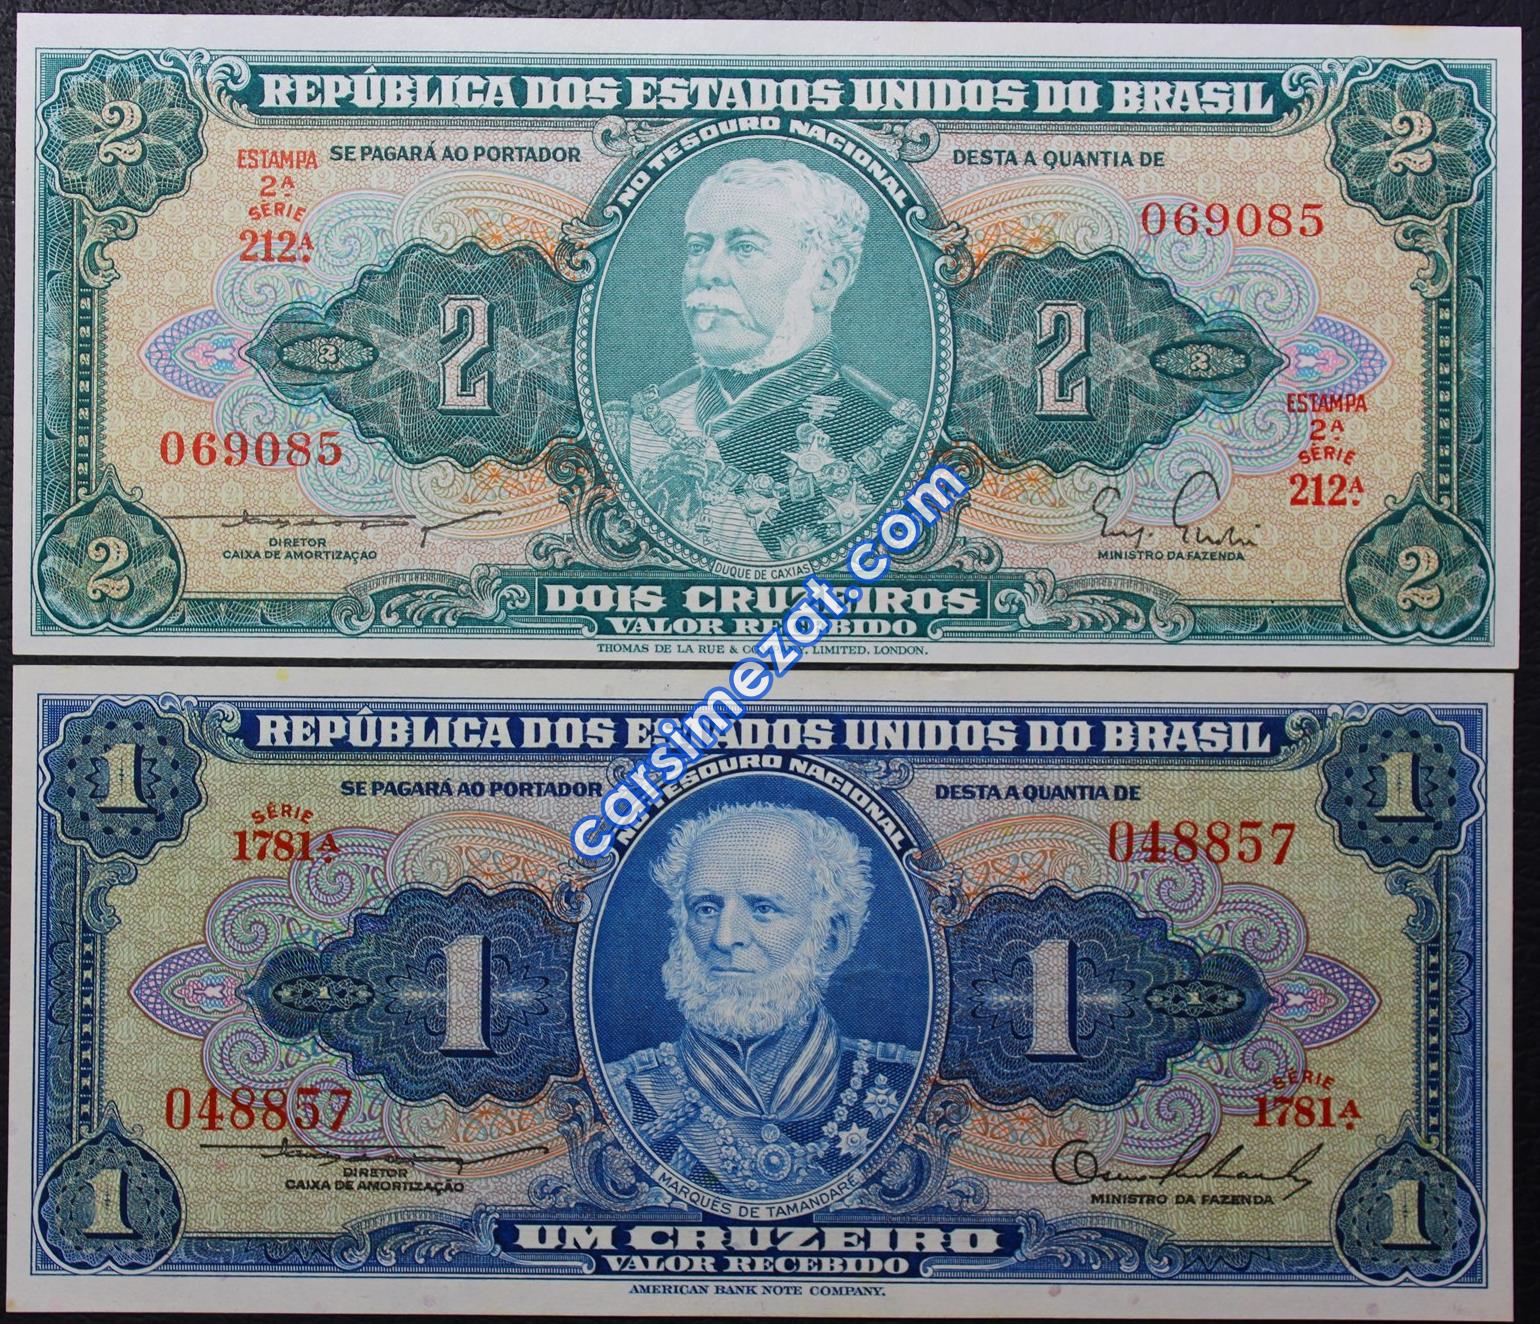 REPÚBLICA DOS ESTADOS UNIDOS DO BRASIL
2
2
ESTAMPA
2ª
SÉRIE
212ª
SE PAGARÁ AO PORTADOR
NO TESOURO NACIONAL
DESTA A QUANTIA DE
069085
2
2
2
2
069085
ESTAMPA
2ª
SÉRIE
212ª
DIRETOR
CAIXA DE AMORTIZAÇÃO
DUQUE DE CAXIAS
MINISTRO DA FAZENDA
2
2
DOIS CRUZEIROS
VALOR RECEBIDO
THOMAS DE LA RUE & COMPANY, LIMITED, LONDON.
carsimezat.com
REPÚBLICA DOS ESTADOS UNIDOS DO BRASIL
1
1
SÉRIE
1781ª
SE PAGARÁ AO PORTADOR
NO TESOURO NACIONAL
DESTA A QUANTIA DE
048857
1
1
1
1
048857
SÉRIE
1781ª
DIRETOR
CAIXA DE AMORTIZAÇÃO
MARQUÊS DE TAMANDARÉ
MINISTRO DA FAZENDA
1
1
UM CRUZEIRO
VALOR RECEBIDO
AMERICAN BANK NOTE COMPANY.